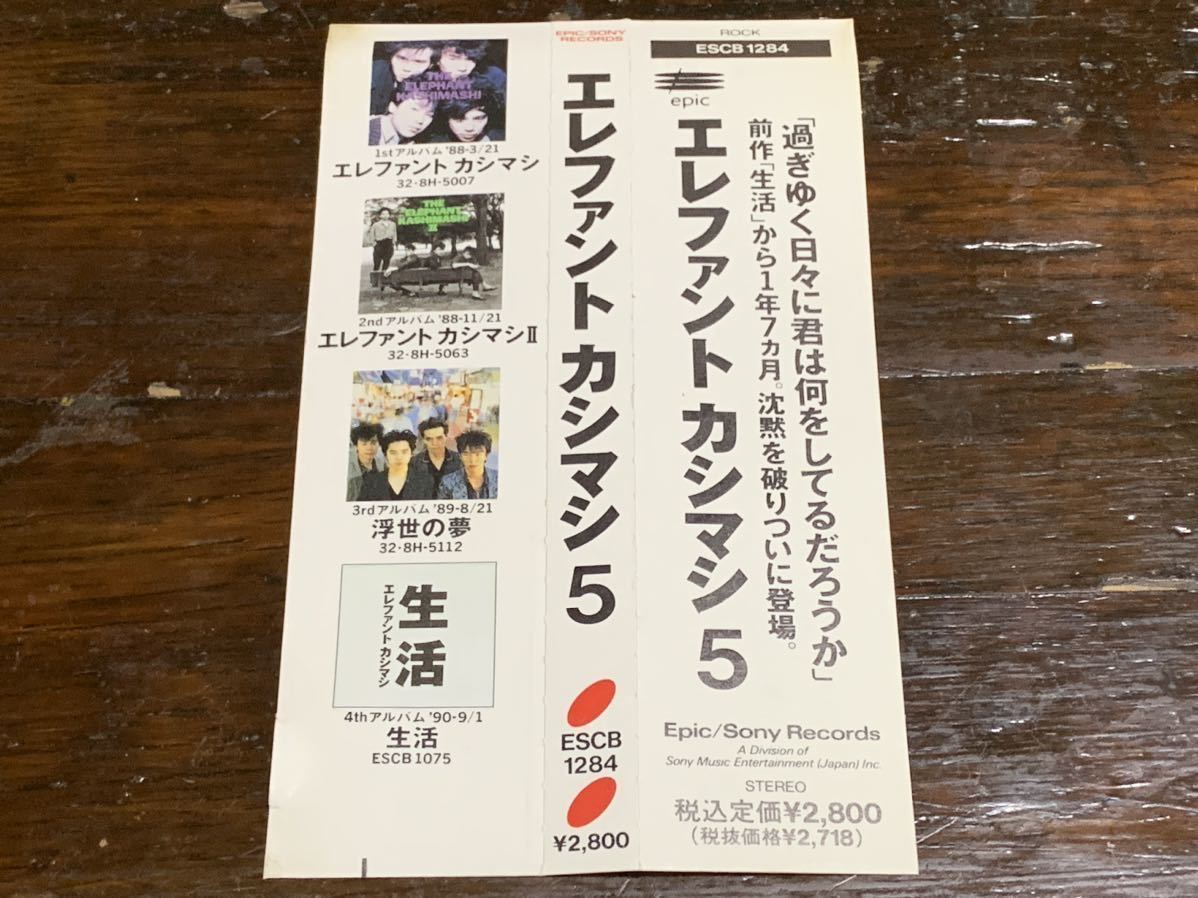 THE
ELEPHANT
KASHIMASHI
1stアルバム '88-3/21
エレファント カシマシ
32・8H-5007
THE
ELEPHANT
KASHIMASHI
II
2ndアルバム '88-11/21
エレファント カシマシII
32・8H-5063
3rdアルバム '89-8/21
浮世の夢
32・8H-5112
生活
エレファント カシマシ
4thアルバム '90-9/1
生活
ESCB 1075
EPIC/SONY
RECORDS
エレファント カシマシ 5
ESCB
1284
¥2,800
ROCK
ESCB 1284
epic
「過ぎゆく日々に君は何をしてるだろうか」
前作「生活」から1年7ヵ月。沈黙を破りついに登場。
エレファント カシマシ 5
Epic/Sony Records
A Division of
Sony Music Entertainment (Japan) Inc.
STEREO
税込定価¥2,800
(税抜価格¥2,718)